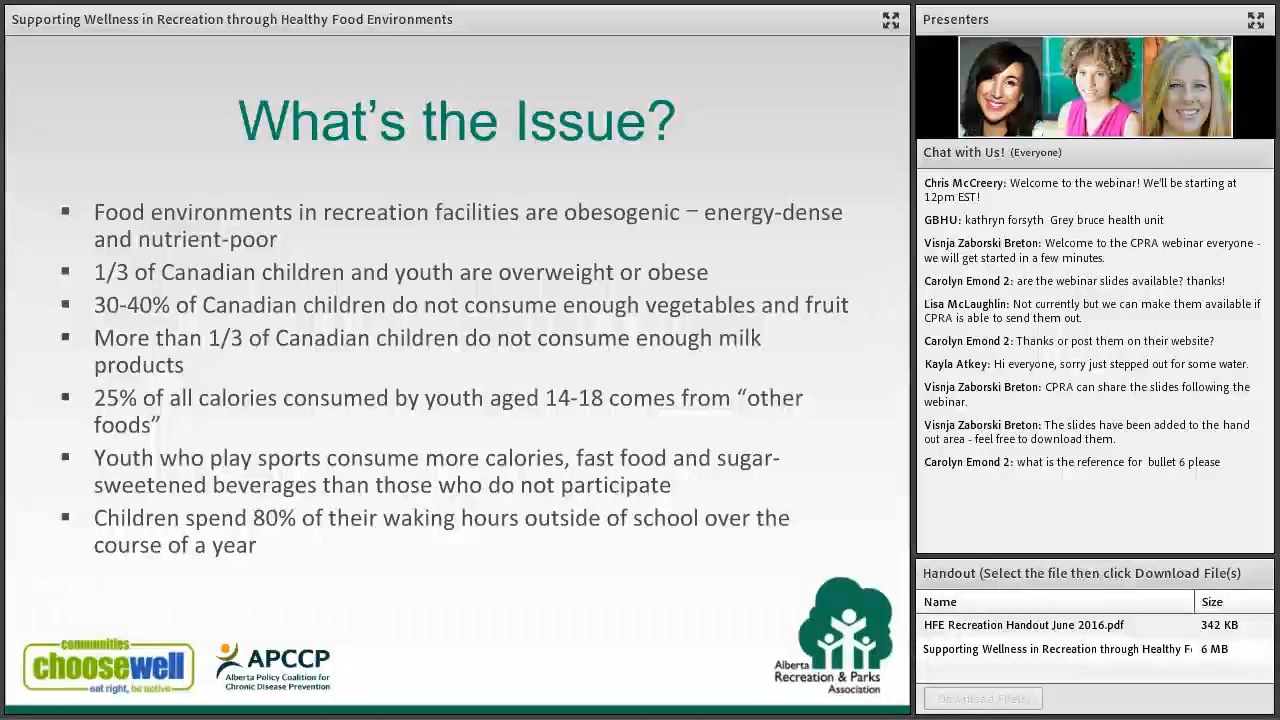 Supporting Wellness in Recreation through Healthy Food Environments
What's the Issue?
▪ Food environments in recreation facilities are obesogenic – energy-dense
and nutrient-poor
▪ 1/3 of Canadian children and youth are overweight or obese
▪ 30-40% of Canadian children do not consume enough vegetables and fruit
▪ More than 1/3 of Canadian children do not consume enough milk
products
▪ 25% of all calories consumed by youth aged 14-18 comes from “other
foods”
▪ Youth who play sports consume more calories, fast food and sugar-
sweetened beverages than those who do not participate
▪ Children spend 80% of their waking hours outside of school over the
course of a year
communities
choosewell
eat right, be active
APCCP
Alberta Policy Coalition for
Chronic Disease Prevention
Alberta
Recreation & Parks
Association
Presenters
Chat with Us! (Everyone)
Chris McCreery: Welcome to the webinar! We'll be starting at
12pm EST!
GBHU: kathryn forsyth Grey bruce health unit
Visnja Zaborski Breton: Welcome to the CPRA webinar everyone -
we will get started in a few minutes.
Carolyn Emond 2: are the webinar slides available? thanks!
Lisa McLaughlin: Not currently but we can make them available if
CPRA is able to send them out.
Carolyn Emond 2: Thanks or post them on their website?
Kayla Atkey: Hi everyone, sorry just stepped out for some water.
Visnja Zaborski Breton: CPRA can share the slides following the
webinar.
Visnja Zaborski Breton: The slides have been added to the hand
out area - feel free to download them.
Carolyn Emond 2: what is the reference for bullet 6 please
Handout (Select the file then click Download File(s)
Name Size
HFE Recreation Handout June 2016.pdf 342 KB
Supporting Wellness in Recreation through Healthy F 6 MB
Download File(s)